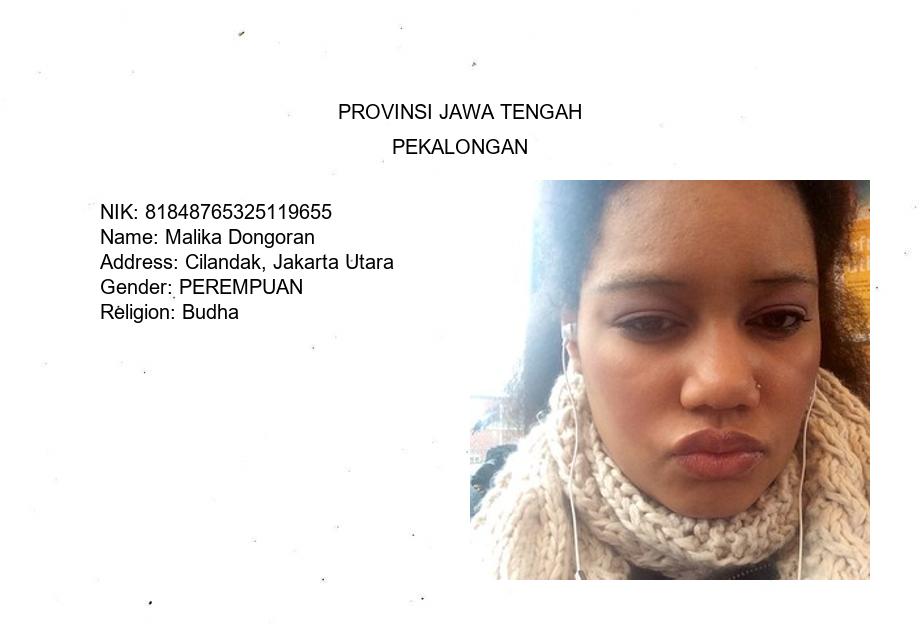 PROVINSI JAWA TENGAH
PEKALONGAN
NIK: 81848765325119655
Name: Malika Dongoran
Address: Cilandak, Jakarta Utara
Gender: PEREMPUAN
Religion: Budha